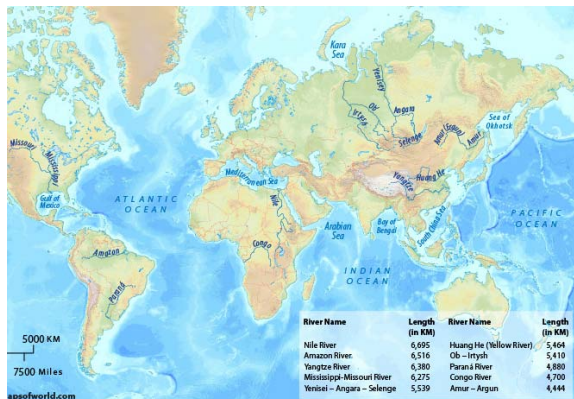 Kara
Sea
Yenisey
Ob
Irtysh
Angara
Selenge
Amur (Ergun)
Amur
Sea of
Okhotsk
Missouri
Mississippi
Gulf of
Mexico
ATLANTIC
OCEAN
Mediterranean Sea
Nile
Arabian
Sea
Bay of
Bengal
Yangtze
Huang He
South China Sea
PACIFIC
OCEAN
Amazon
Congo
Paraná
INDIAN
OCEAN
5000 KM
7500 Miles
apsofworld.com
River Name Length (in KM) River Name Length (in KM)
Nile River 6,695 Huang He (Yellow River) 5,464
Amazon River 6,516 Ob – Irtysh 5,410
Yangtze River 6,380 Paraná River 4,880
Mississippi-Missouri River 6,275 Congo River 4,700
Yenisei – Angara – Selenge 5,539 Amur – Argun 4,444